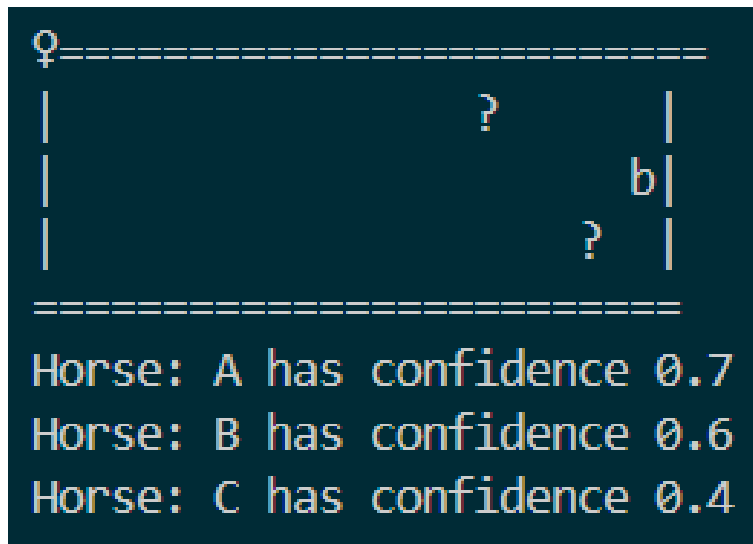 ♀=========================
|                ?      |
|                      b|
|                    ?  |
=========================
Horse: A has confidence 0.7
Horse: B has confidence 0.6
Horse: C has confidence 0.4